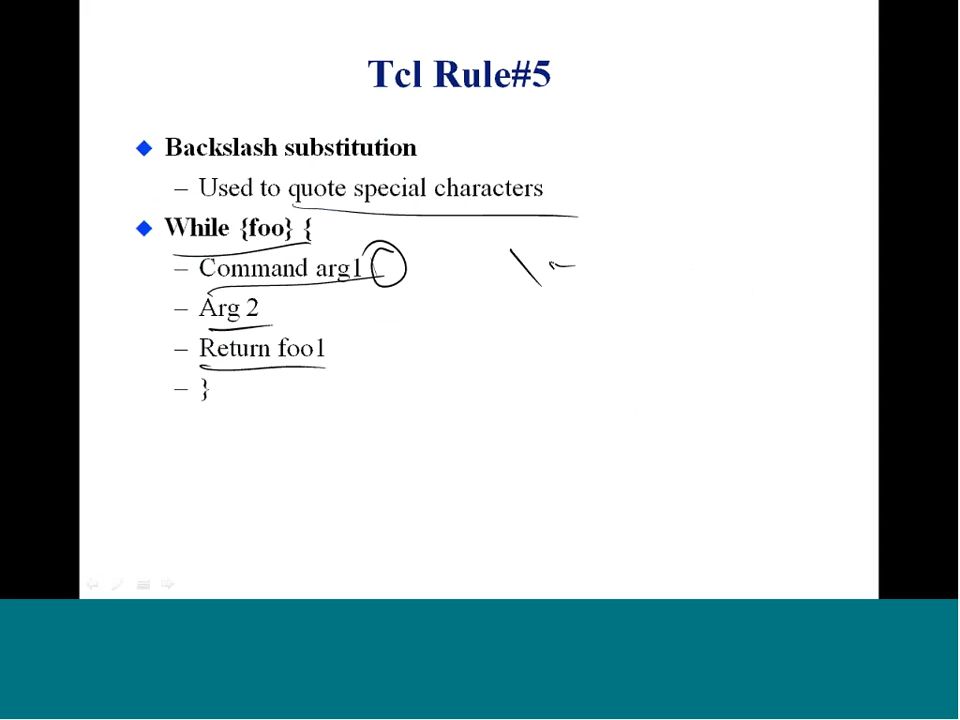 Tcl Rule#5
Backslash substitution
– Used to quote special characters
While {foo} {
– Command arg1 \
– Arg 2
– Return foo1
– }